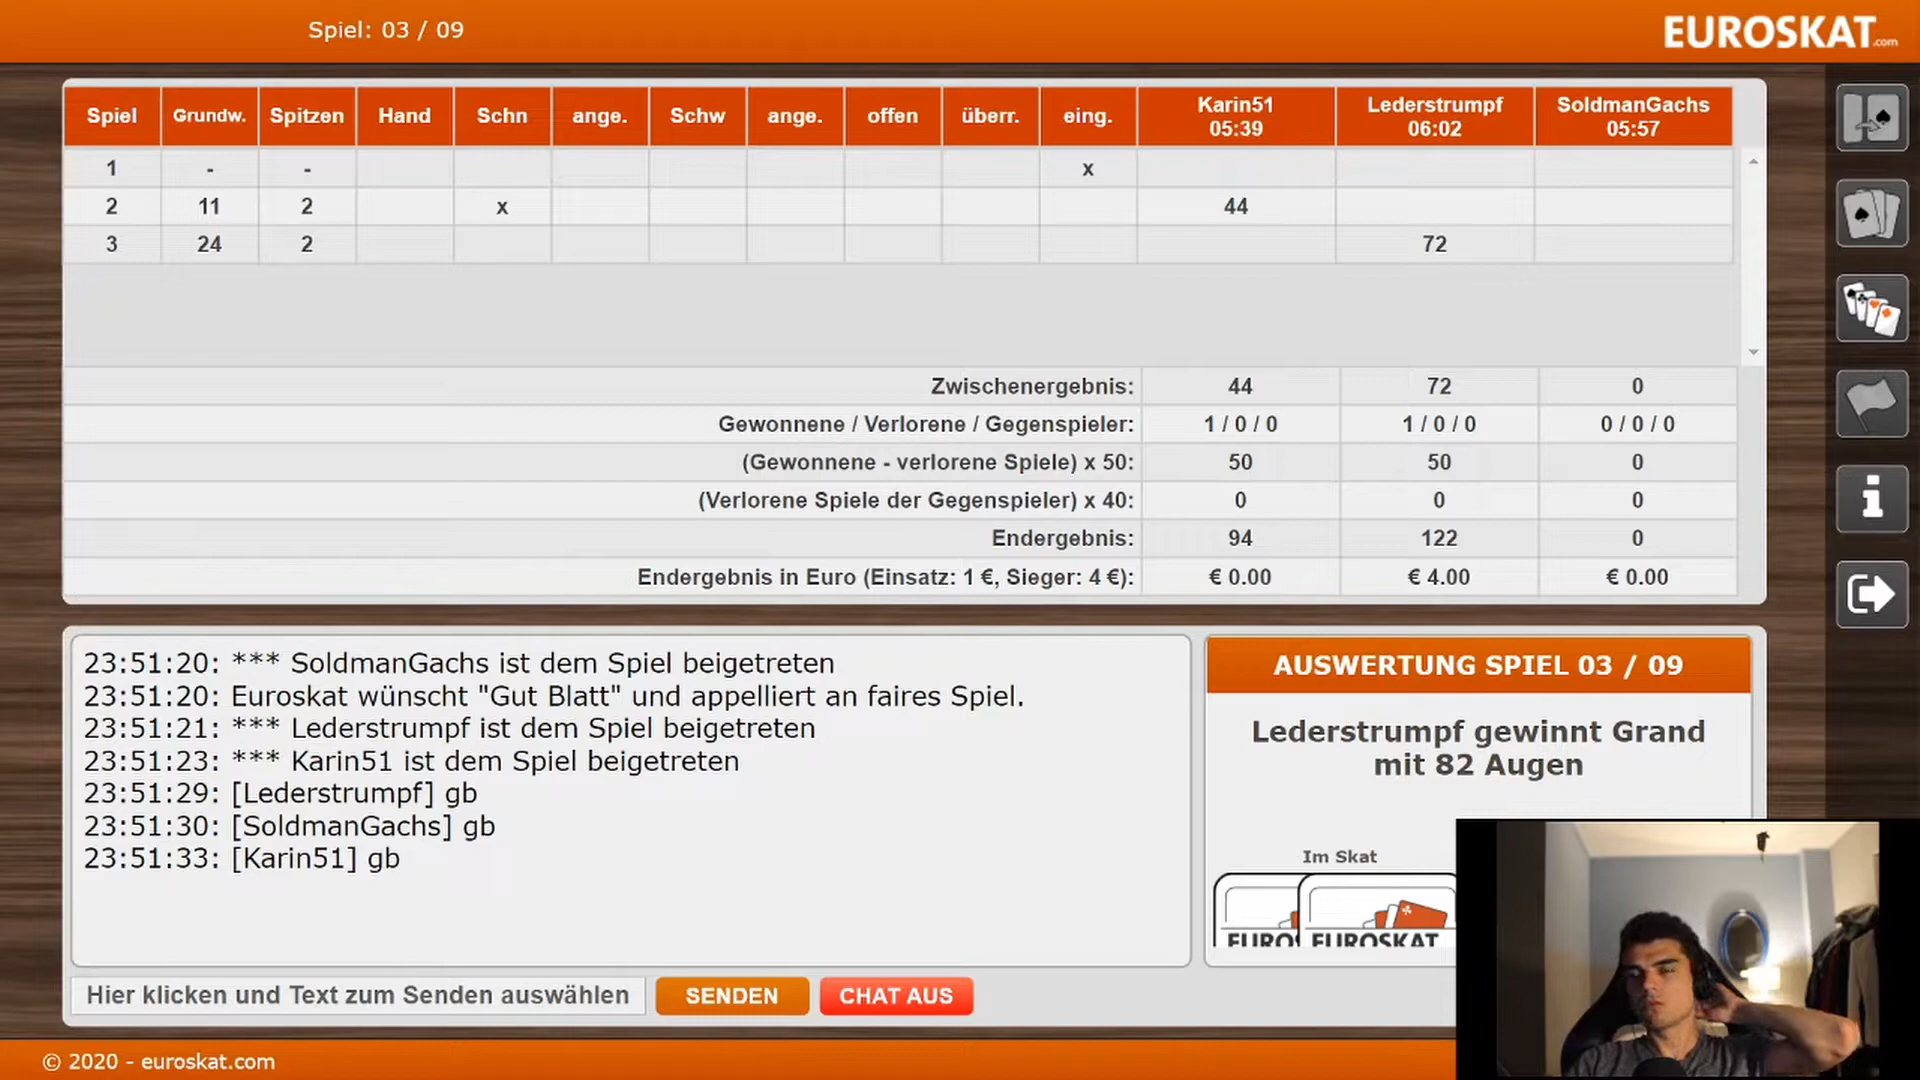 Spiel: 03 / 09
EUROSKAT.com
Spiel Grundw. Spitzen Hand Schn ange. Schw ange. offen überr. eing. Karin51 05:39 Lederstrumpf 06:02 SoldmanGachs 05:57
1 - - x
2 11 2 x 44
3 24 2 72
Zwischenergebnis: 44 72 0
Gewonnene / Verlorene / Gegenspieler: 1 / 0 / 0 1 / 0 / 0 0 / 0 / 0
(Gewonnene - verlorene Spiele) x 50: 50 50 0
(Verlorene Spiele der Gegenspieler) x 40: 0 0 0
Endergebnis: 94 122 0
Endergebnis in Euro (Einsatz: 1 €, Sieger: 4 €): € 0.00 € 4.00 € 0.00
23:51:20: *** SoldmanGachs ist dem Spiel beigetreten
23:51:20: Euroskat wünscht "Gut Blatt" und appelliert an faires Spiel.
23:51:21: *** Lederstrumpf ist dem Spiel beigetreten
23:51:23: *** Karin51 ist dem Spiel beigetreten
23:51:29: [Lederstrumpf] gb
23:51:30: [SoldmanGachs] gb
23:51:33: [Karin51] gb
AUSWERTUNG SPIEL 03 / 09
Lederstrumpf gewinnt Grand
mit 82 Augen
Im Skat
EURO EUROSKAT
Hier klicken und Text zum Senden auswählen
SENDEN
CHAT AUS
© 2020 - euroskat.com